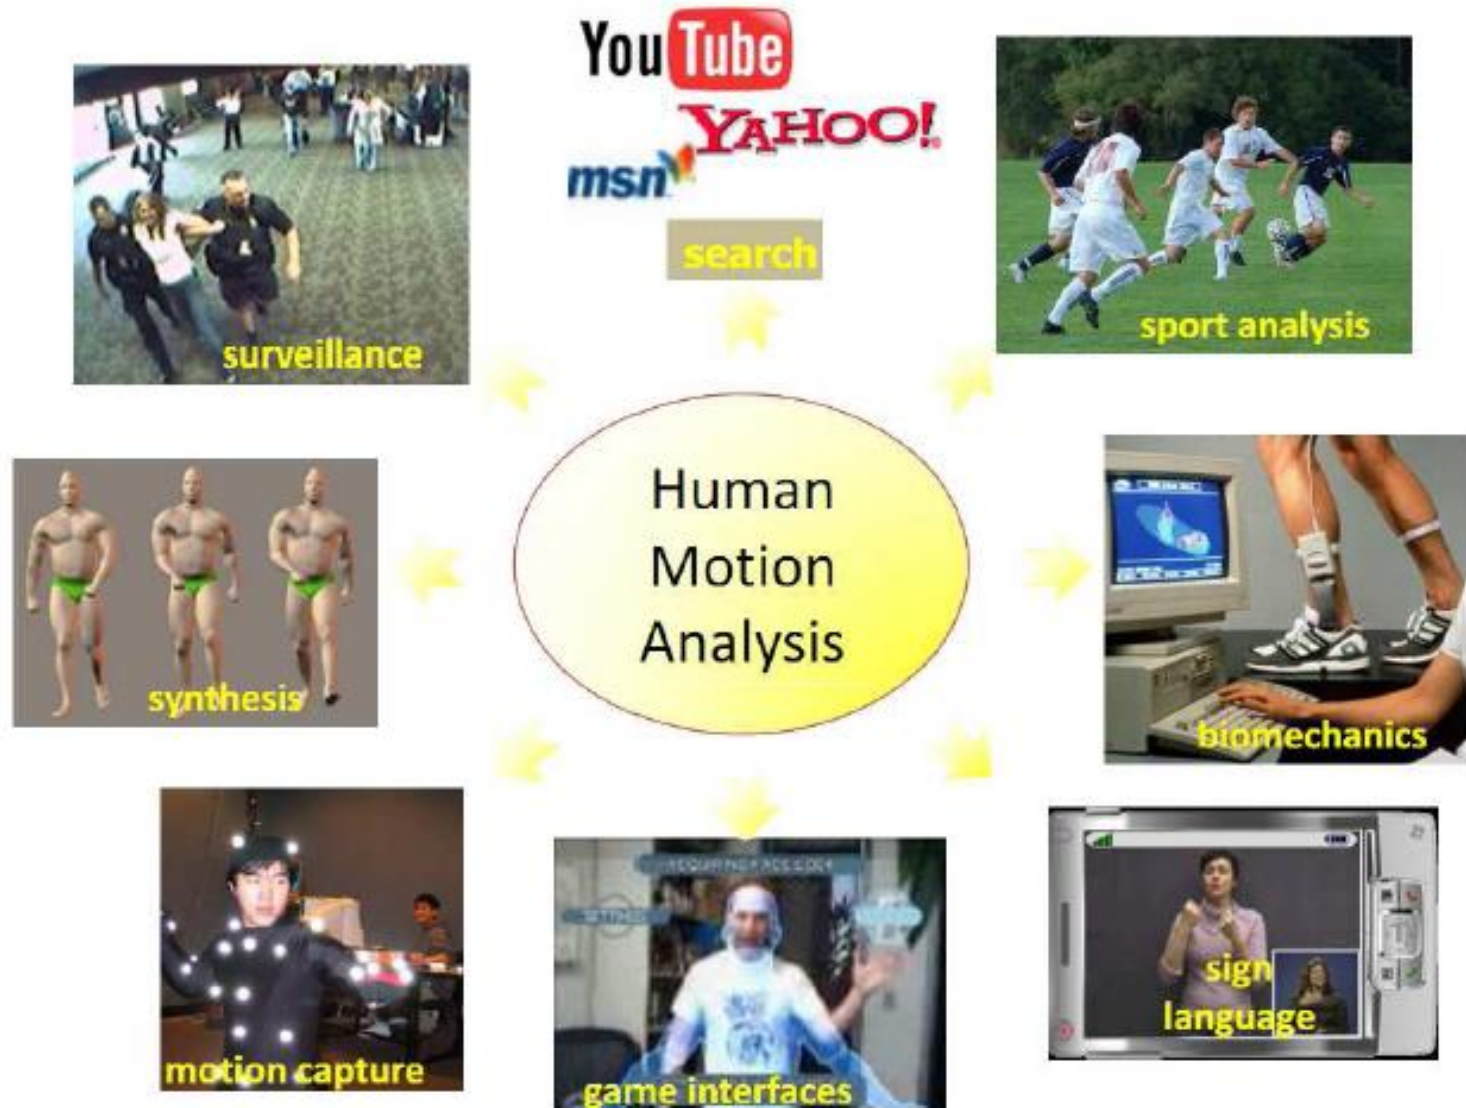 YouTube
YAHOO!
msn
search
surveillance
sport analysis
Human
Motion
Analysis
synthesis
biomechanics
motion capture
game interfaces
sign
language